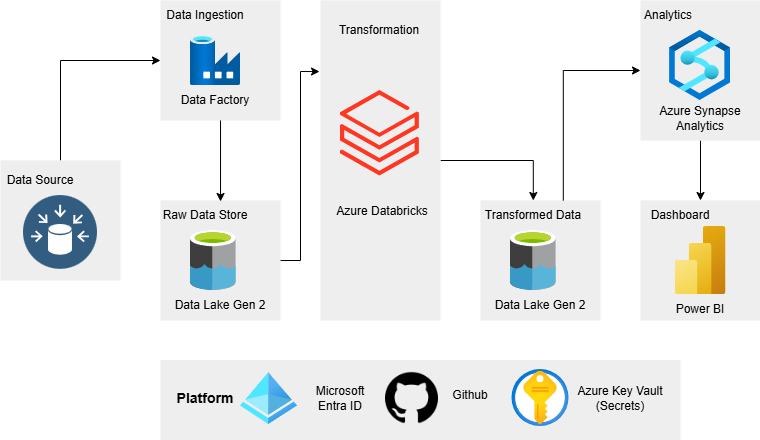 Data Source
Data Ingestion
Data Factory
Raw Data Store
Data Lake Gen 2
Transformation
Azure Databricks
Transformed Data
Data Lake Gen 2
Analytics
Azure Synapse
Analytics
Dashboard
Power BI
Platform
Microsoft
Entra ID
Github
Azure Key Vault
(Secrets)